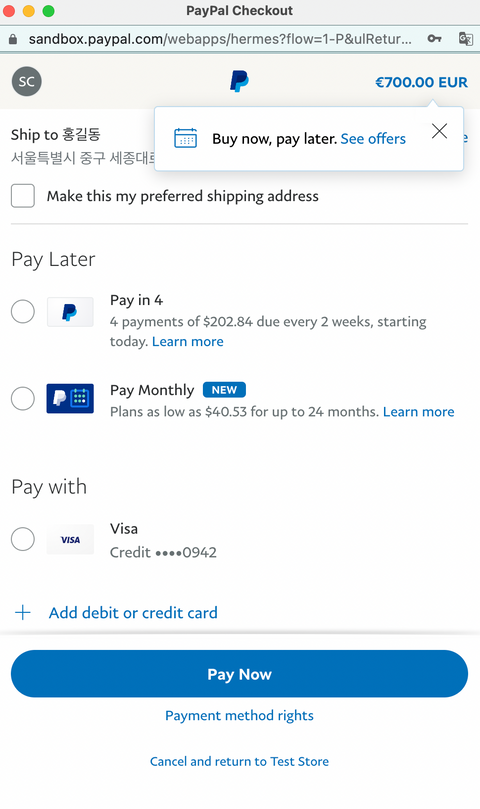 PayPal Checkout
sandbox.paypal.com/webapps/hermes?flow=1-P&ulRetur...
SC
€700.00 EUR
Buy now, pay later. See offers
Ship to 홍길동
서울특별시 중구 세종대로
Make this my preferred shipping address
Pay Later
Pay in 4
4 payments of $202.84 due every 2 weeks, starting
today. Learn more
Pay Monthly NEW
Plans as low as $40.53 for up to 24 months. Learn more
Pay with
VISA
Visa
Credit ••••0942
+ Add debit or credit card
Pay Now
Payment method rights
Cancel and return to Test Store